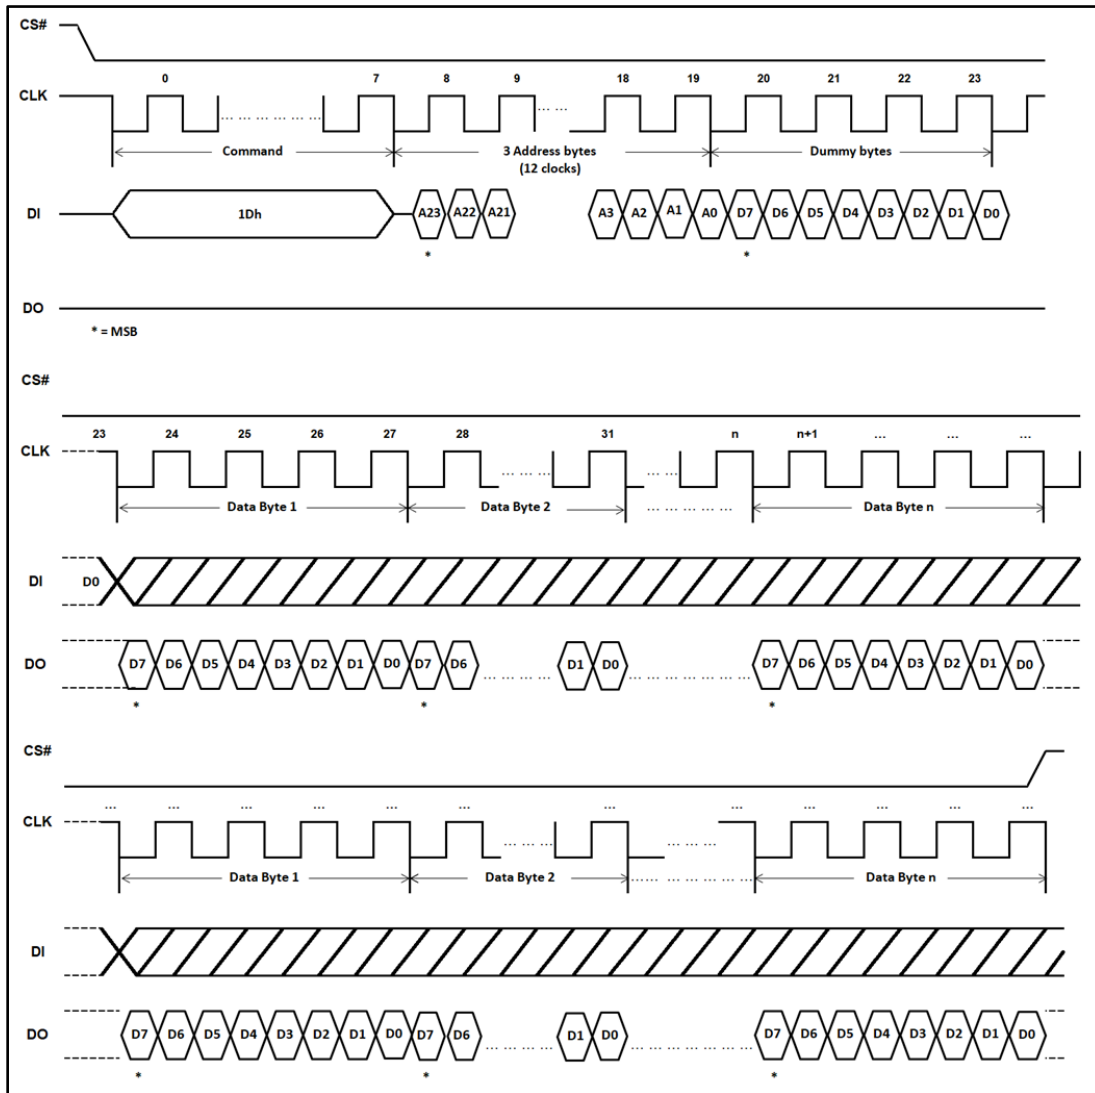 CS#
0 7 8 9 18 19 20 21 22 23
CLK ... ... ... ... ... ... ... ...
Command 3 Address bytes Dummy bytes
(12 clocks)
DI 1Dh A23 A22 A21 A3 A2 A1 A0 D7 D6 D5 D4 D3 D2 D1 D0
* *
DO
* = MSB
CS#
23 24 25 26 27 28 31 n n+1 ... ... ...
CLK ... ... ... ... ...
Data Byte 1 Data Byte 2 ... ... ... ... ... Data Byte n
DI D0
DO D7 D6 D5 D4 D3 D2 D1 D0 D7 D6 ... ... ... ... D1 D0 ... ... ... ... ... ... D7 D6 D5 D4 D3 D2 D1 D0
* * *
CS#
... ... ... ... ... ... ... ... ... ... ... ...
CLK ... ... ... ... ... ...
Data Byte 1 Data Byte 2 ...... ... ... ... ... ... Data Byte n
DI
DO D7 D6 D5 D4 D3 D2 D1 D0 D7 D6 ... ... ... ... D1 D0 ... ... ... ... ... ... D7 D6 D5 D4 D3 D2 D1 D0
* * *